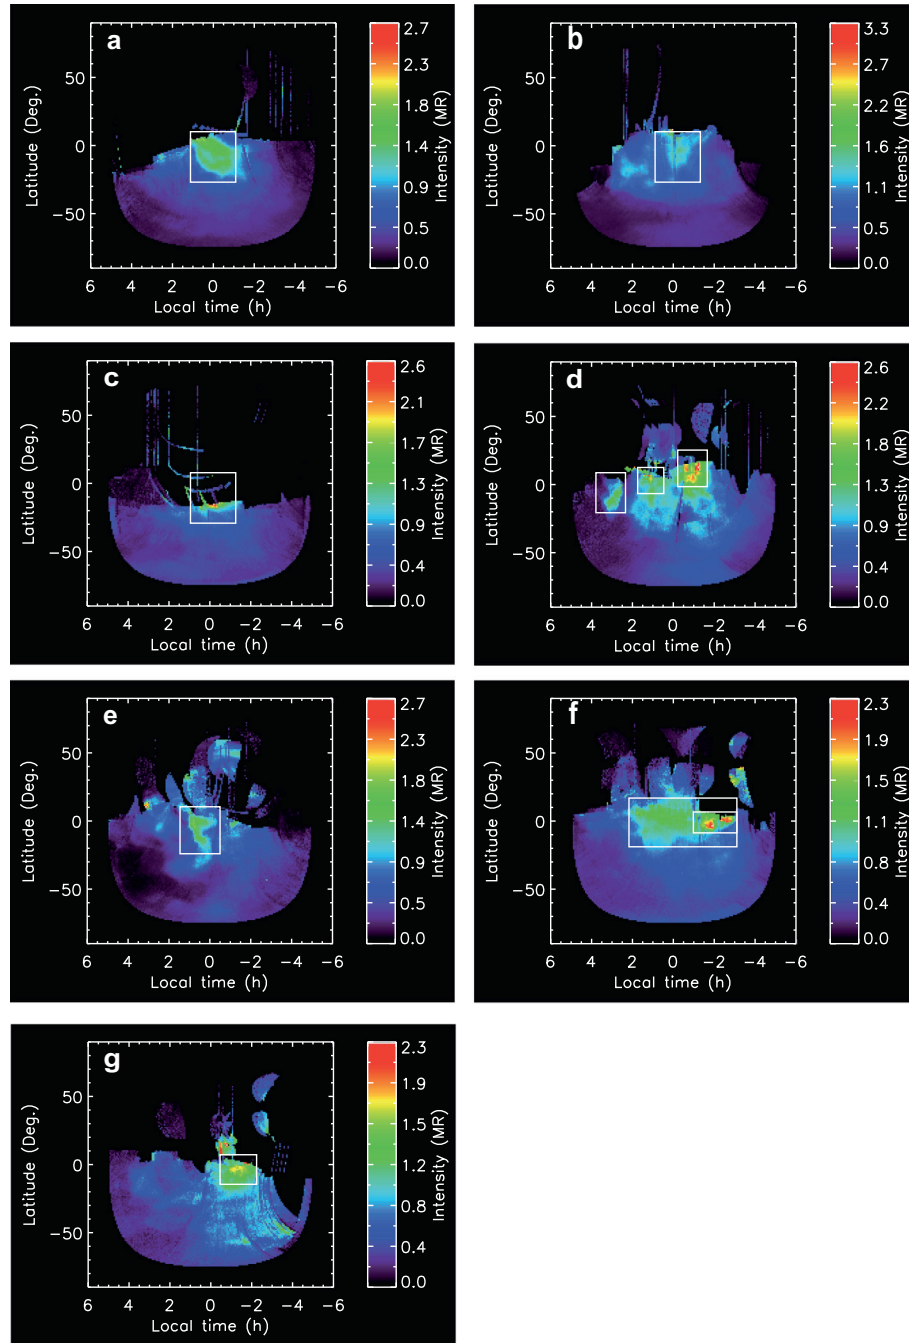 a
50
0
−50
Latitude (Deg.)
6 4 2 0 −2 −4 −6
Local time (h)
2.7
2.3
1.8
1.4
0.9
0.5
0.0
Intensity (MR)
b
50
0
−50
Latitude (Deg.)
6 4 2 0 −2 −4 −6
Local time (h)
3.3
2.7
2.2
1.6
1.1
0.5
0.0
Intensity (MR)
c
50
0
−50
Latitude (Deg.)
6 4 2 0 −2 −4 −6
Local time (h)
2.6
2.1
1.7
1.3
0.9
0.4
0.0
Intensity (MR)
d
50
0
−50
Latitude (Deg.)
6 4 2 0 −2 −4 −6
Local time (h)
2.6
2.2
1.8
1.3
0.9
0.4
0.0
Intensity (MR)
e
50
0
−50
Latitude (Deg.)
6 4 2 0 −2 −4 −6
Local time (h)
2.7
2.3
1.8
1.3
0.9
0.4
0.0
Intensity (MR)
f
50
0
−50
Latitude (Deg.)
6 4 2 0 −2 −4 −6
Local time (h)
2.3
1.9
1.5
1.1
0.8
0.4
0.0
Intensity (MR)
g
50
0
−50
Latitude (Deg.)
6 4 2 0 −2 −4 −6
Local time (h)
2.3
1.9
1.5
1.2
0.8
0.4
0.0
Intensity (MR)